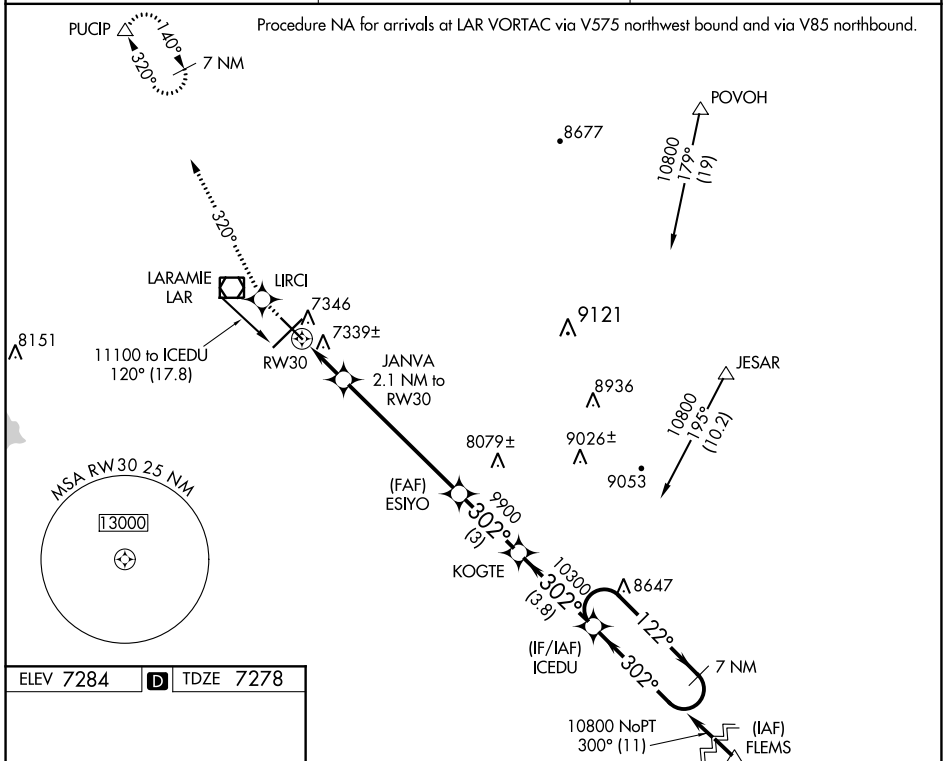 Procedure NA for arrivals at LAR VORTAC via V575 northwest bound and via V85 northbound.
PUCIP
140°
320°
7 NM
POVOH
8677
10800
179°
(19)
320°
LARAMIE
LAR
LIRCI
7346
7339±
9121
8151
11100 to ICEDU
120° (17.8)
RW30
JANVA
2.1 NM to
RW30
JESAR
8936
10800
195°
(10.2)
8079±
9026±
9053
MSA RW30 25 NM
13000
(FAF)
ESIYO
9900
302°
(3)
KOGTE
10300
302°
(3.8)
8647
122°
(IF/IAF)
ICEDU
302°
7 NM
ELEV 7284
D
TDZE 7278
10800 NoPT
300° (11)
(IAF)
FLEMS